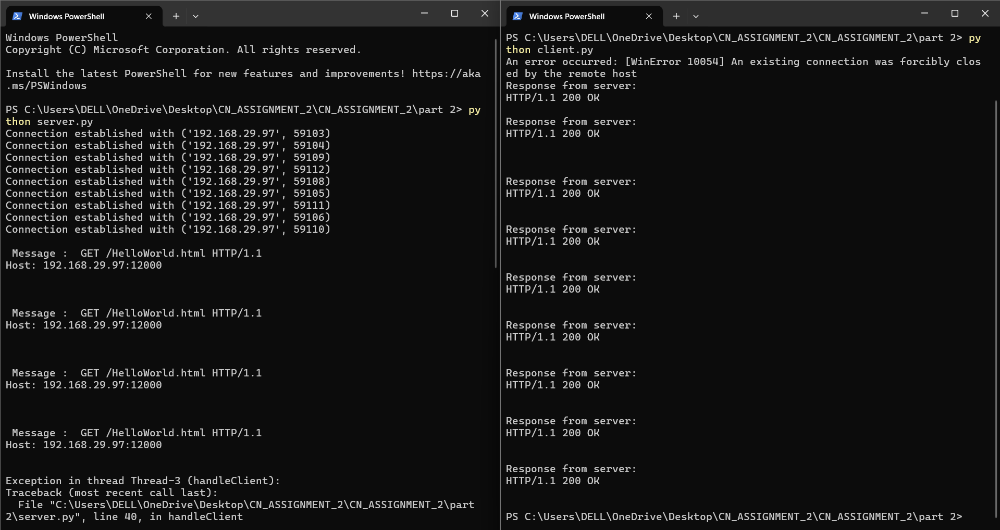 Windows PowerShell
Windows PowerShell
Copyright (C) Microsoft Corporation. All rights reserved.
Install the latest PowerShell for new features and improvements! https://aka
.ms/PSWindows
PS C:\Users\DELL\OneDrive\Desktop\CN_ASSIGNMENT_2\CN_ASSIGNMENT_2\part 2> py
thon server.py
Connection established with ('192.168.29.97', 59103)
Connection established with ('192.168.29.97', 59104)
Connection established with ('192.168.29.97', 59109)
Connection established with ('192.168.29.97', 59112)
Connection established with ('192.168.29.97', 59108)
Connection established with ('192.168.29.97', 59105)
Connection established with ('192.168.29.97', 59111)
Connection established with ('192.168.29.97', 59106)
Connection established with ('192.168.29.97', 59110)
Message :  GET /HelloWorld.html HTTP/1.1
Host: 192.168.29.97:12000
Message :  GET /HelloWorld.html HTTP/1.1
Host: 192.168.29.97:12000
Message :  GET /HelloWorld.html HTTP/1.1
Host: 192.168.29.97:12000
Message :  GET /HelloWorld.html HTTP/1.1
Host: 192.168.29.97:12000
Exception in thread Thread-3 (handleClient):
Traceback (most recent call last):
  File "C:\Users\DELL\OneDrive\Desktop\CN_ASSIGNMENT_2\CN_ASSIGNMENT_2\part
2\server.py", line 40, in handleClient
Windows PowerShell
PS C:\Users\DELL\OneDrive\Desktop\CN_ASSIGNMENT_2\CN_ASSIGNMENT_2\part 2> py
thon client.py
An error occurred: [WinError 10054] An existing connection was forcibly clos
ed by the remote host
Response from server:
HTTP/1.1 200 OK
Response from server:
HTTP/1.1 200 OK
Response from server:
HTTP/1.1 200 OK
Response from server:
HTTP/1.1 200 OK
Response from server:
HTTP/1.1 200 OK
Response from server:
HTTP/1.1 200 OK
Response from server:
HTTP/1.1 200 OK
Response from server:
HTTP/1.1 200 OK
Response from server:
HTTP/1.1 200 OK
PS C:\Users\DELL\OneDrive\Desktop\CN_ASSIGNMENT_2\CN_ASSIGNMENT_2\part 2>